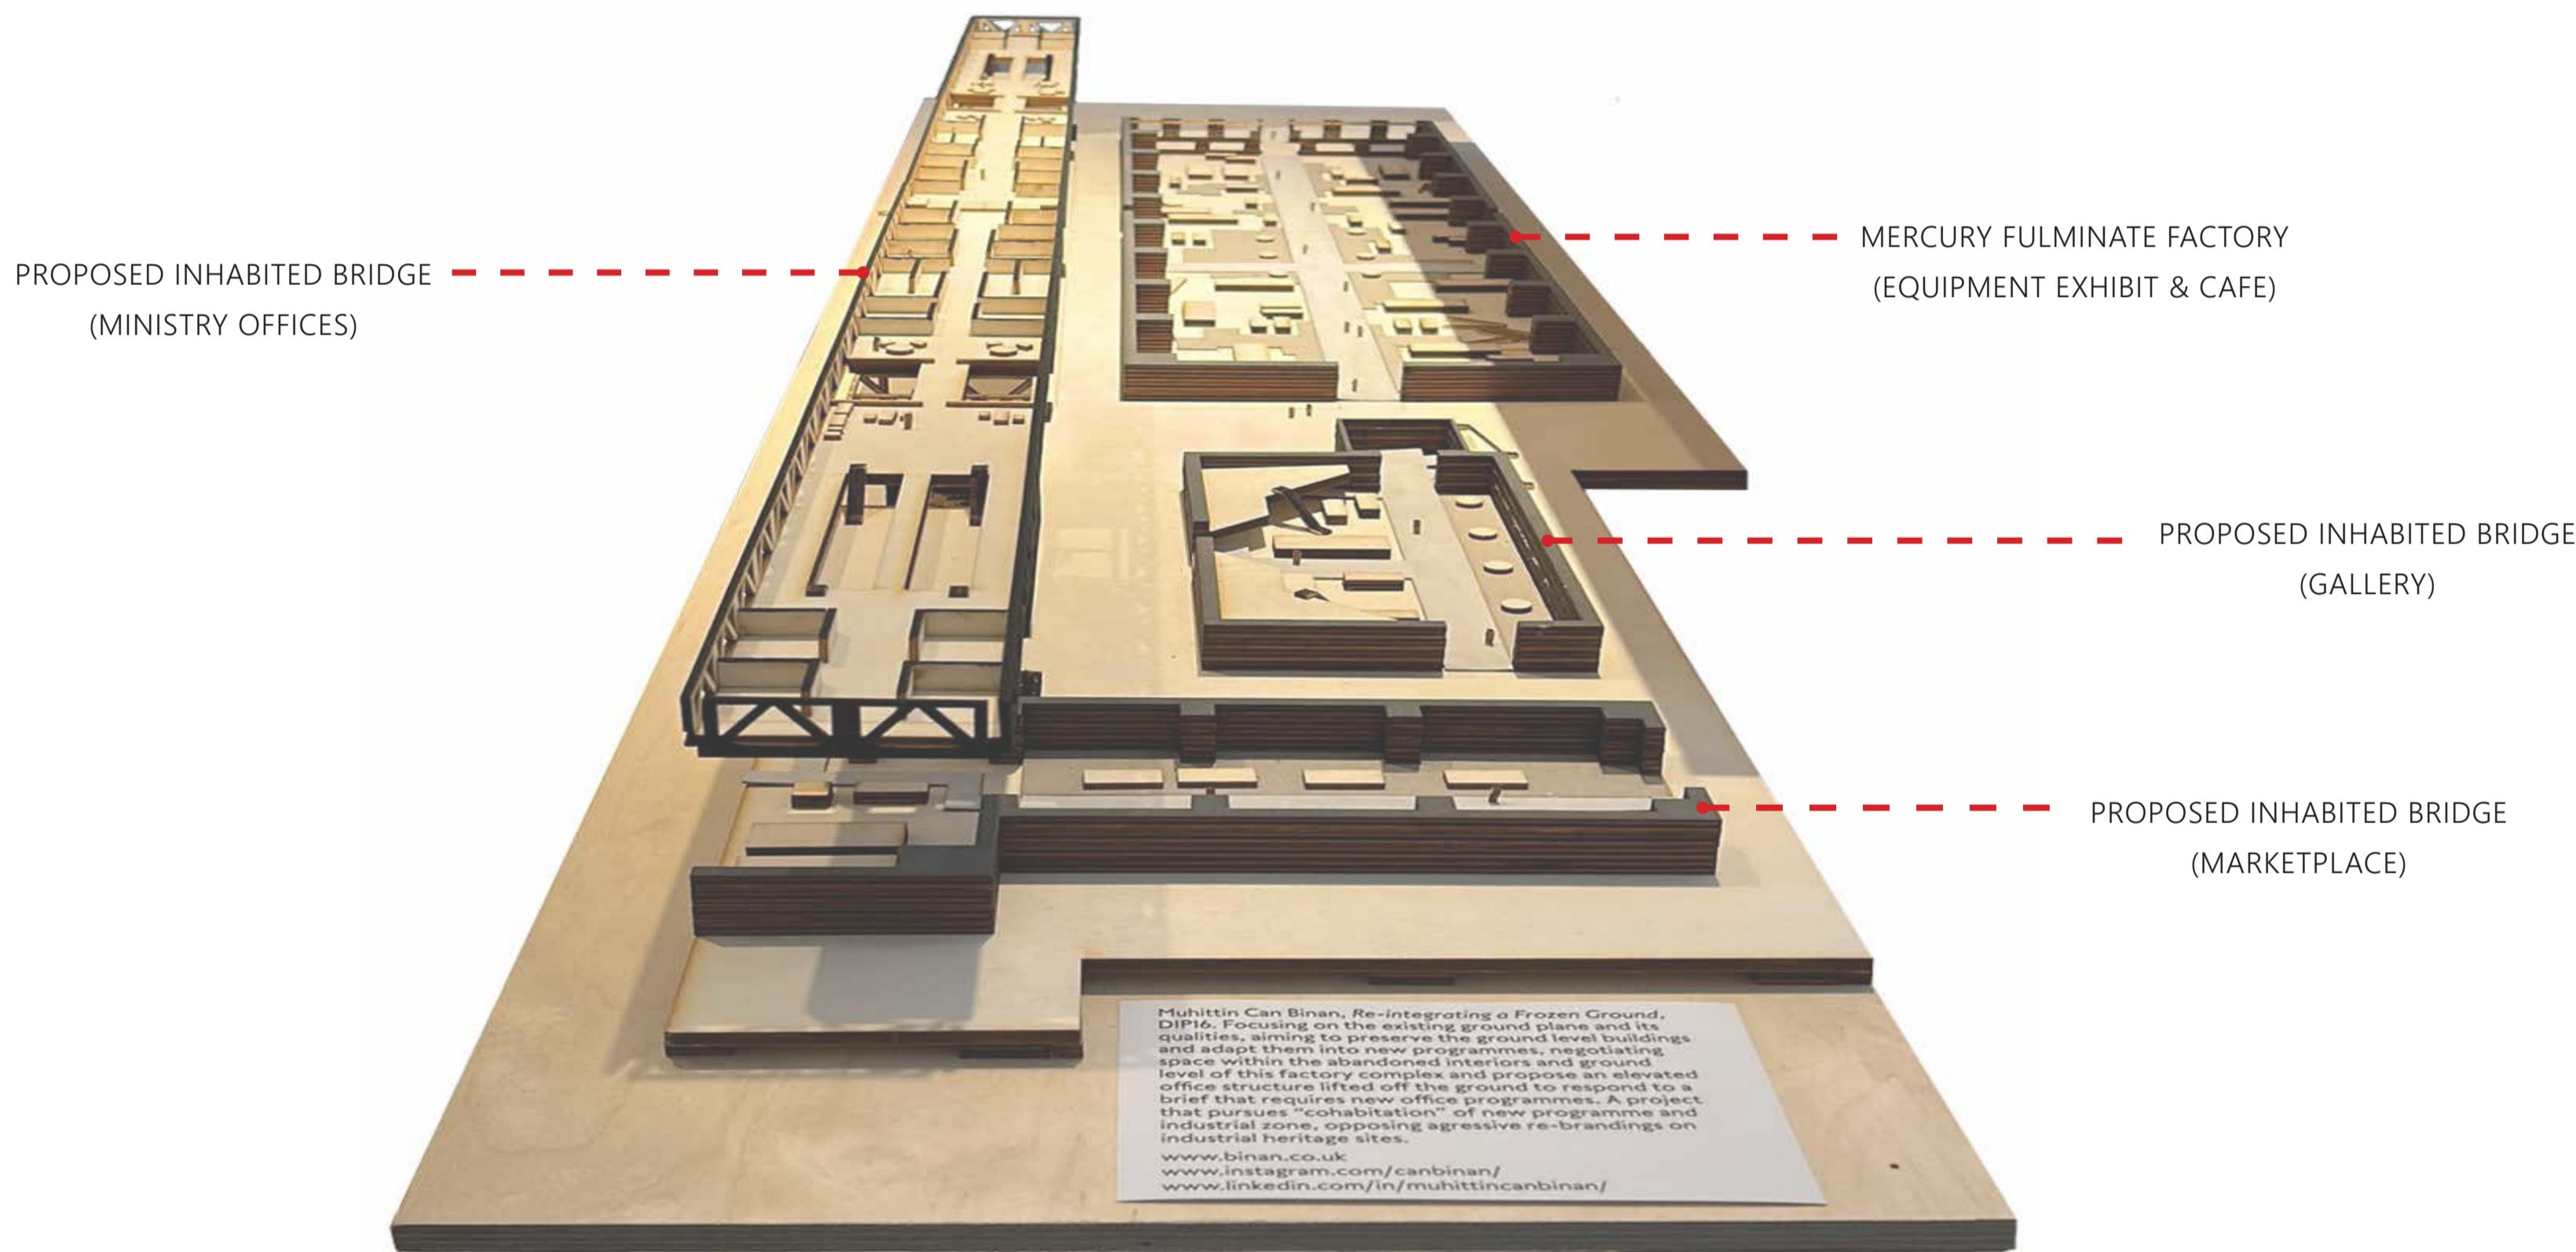 PROPOSED INHABITED BRIDGE
(MINISTRY OFFICES)
MERCURY FULMINATE FACTORY
(EQUIPMENT EXHIBIT & CAFE)
PROPOSED INHABITED BRIDGE
(GALLERY)
PROPOSED INHABITED BRIDGE
(MARKETPLACE)
Muhittin Can Binan, Re-integrating a Frozen Ground,
DIP16. Focusing on the existing ground plane and its
qualities, aiming to preserve the ground level buildings
and adapt them into new programmes, negotiating
space within the abandoned interiors and ground
level of this factory complex and propose an elevated
office structure lifted off the ground to respond to a
brief that requires new office programmes. A project
that pursues “cohabitation” of new programme and
industrial zone, opposing agressive re-brandings on
industrial heritage sites.
www.binan.co.uk
www.instagram.com/canbinan/
www.linkedin.com/in/muhittincanbinan/